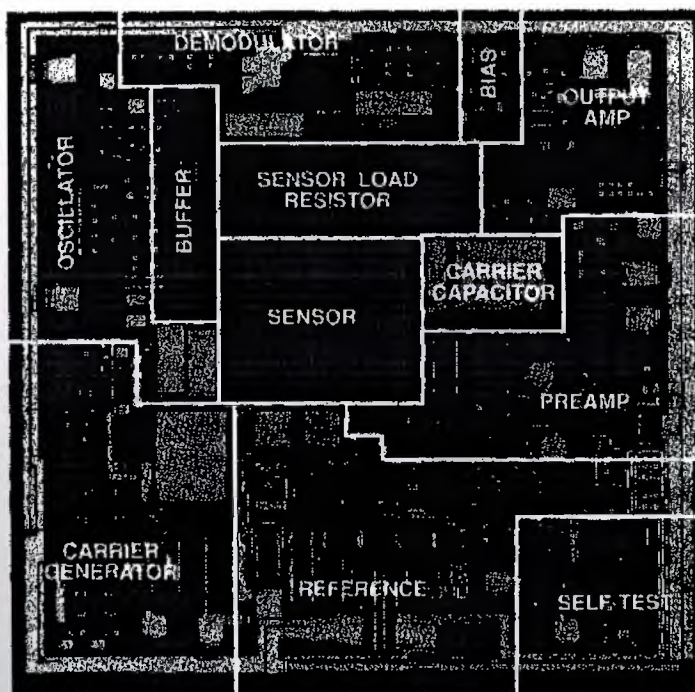 DEMODULATOR
BIAS
OUTPUT
AMP
OSCILLATOR
BUFFER
SENSOR LOAD
RESISTOR
CARRIER
CAPACITOR
SENSOR
PREAMP
CARRIER
GENERATOR
REFERENCE
SELF TEST